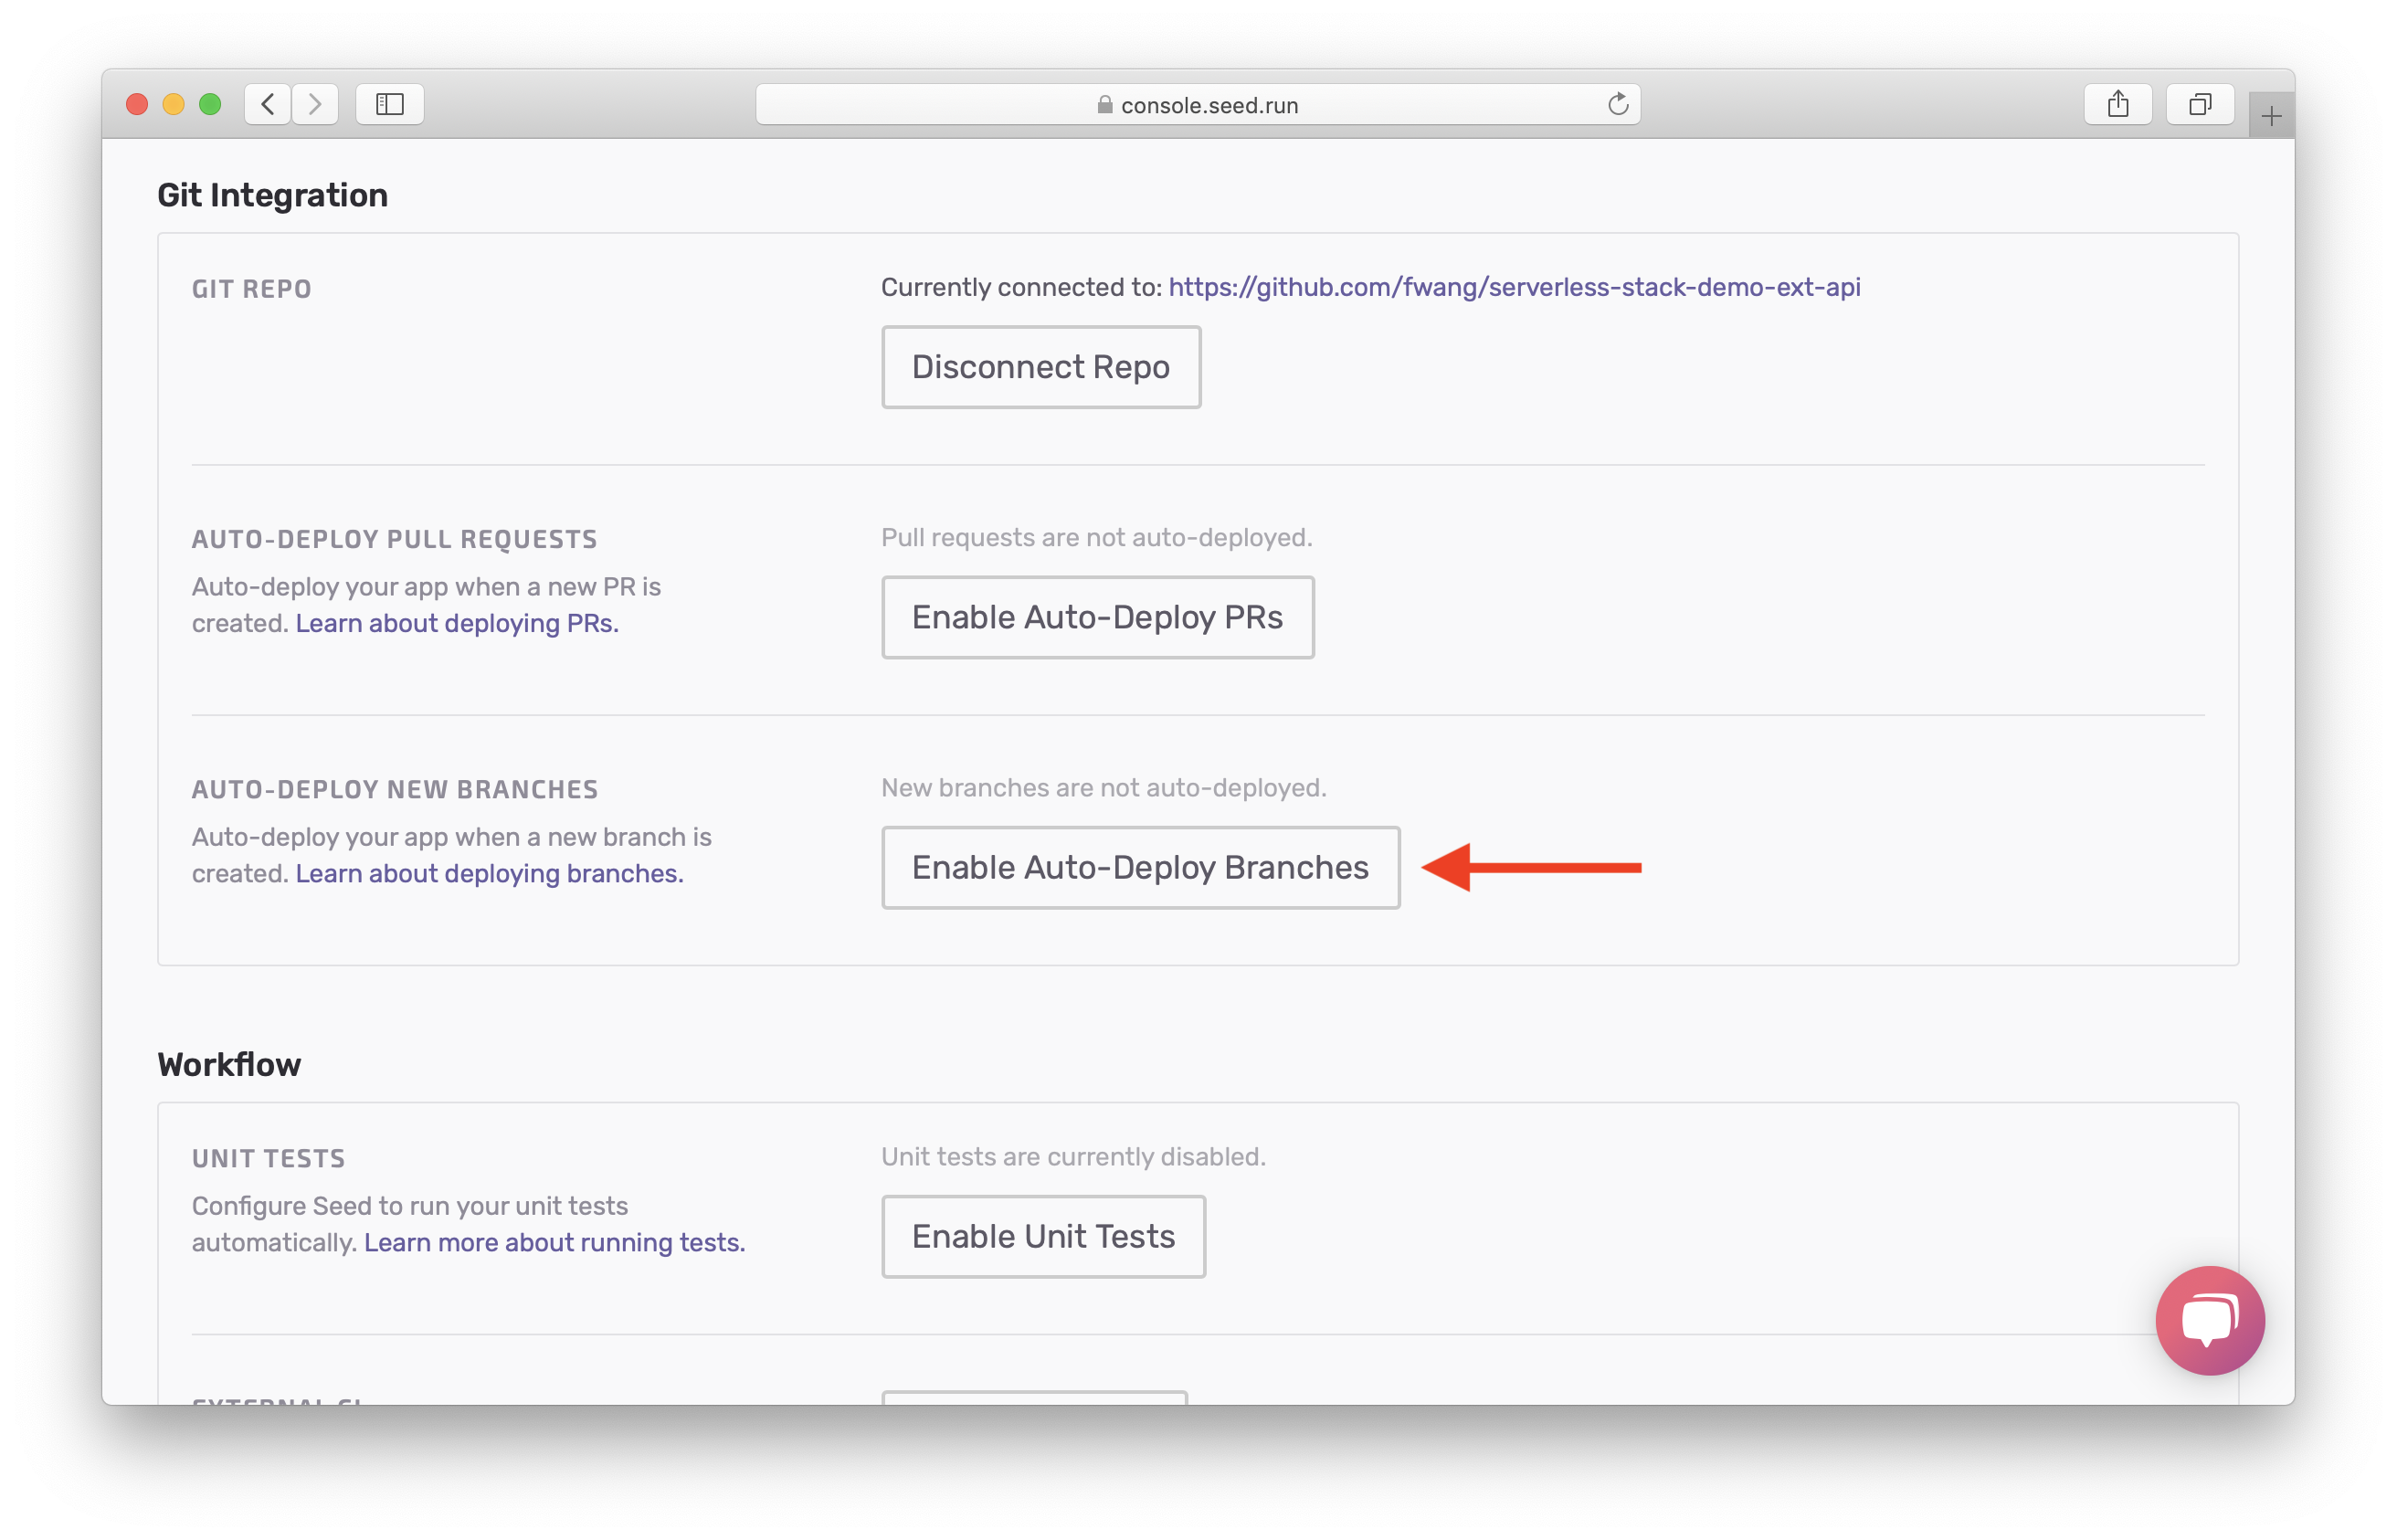 console.seed.run
Git Integration
GIT REPO
Currently connected to: https://github.com/fwang/serverless-stack-demo-ext-api
Disconnect Repo
AUTO-DEPLOY PULL REQUESTS
Auto-deploy your app when a new PR is
created. Learn about deploying PRs.
Pull requests are not auto-deployed.
Enable Auto-Deploy PRs
AUTO-DEPLOY NEW BRANCHES
Auto-deploy your app when a new branch is
created. Learn about deploying branches.
New branches are not auto-deployed.
Enable Auto-Deploy Branches
Workflow
UNIT TESTS
Configure Seed to run your unit tests
automatically. Learn more about running tests.
Unit tests are currently disabled.
Enable Unit Tests
EXTERNAL CI